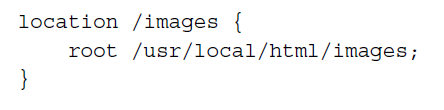 location /images {
    root /usr/local/html/images;
}